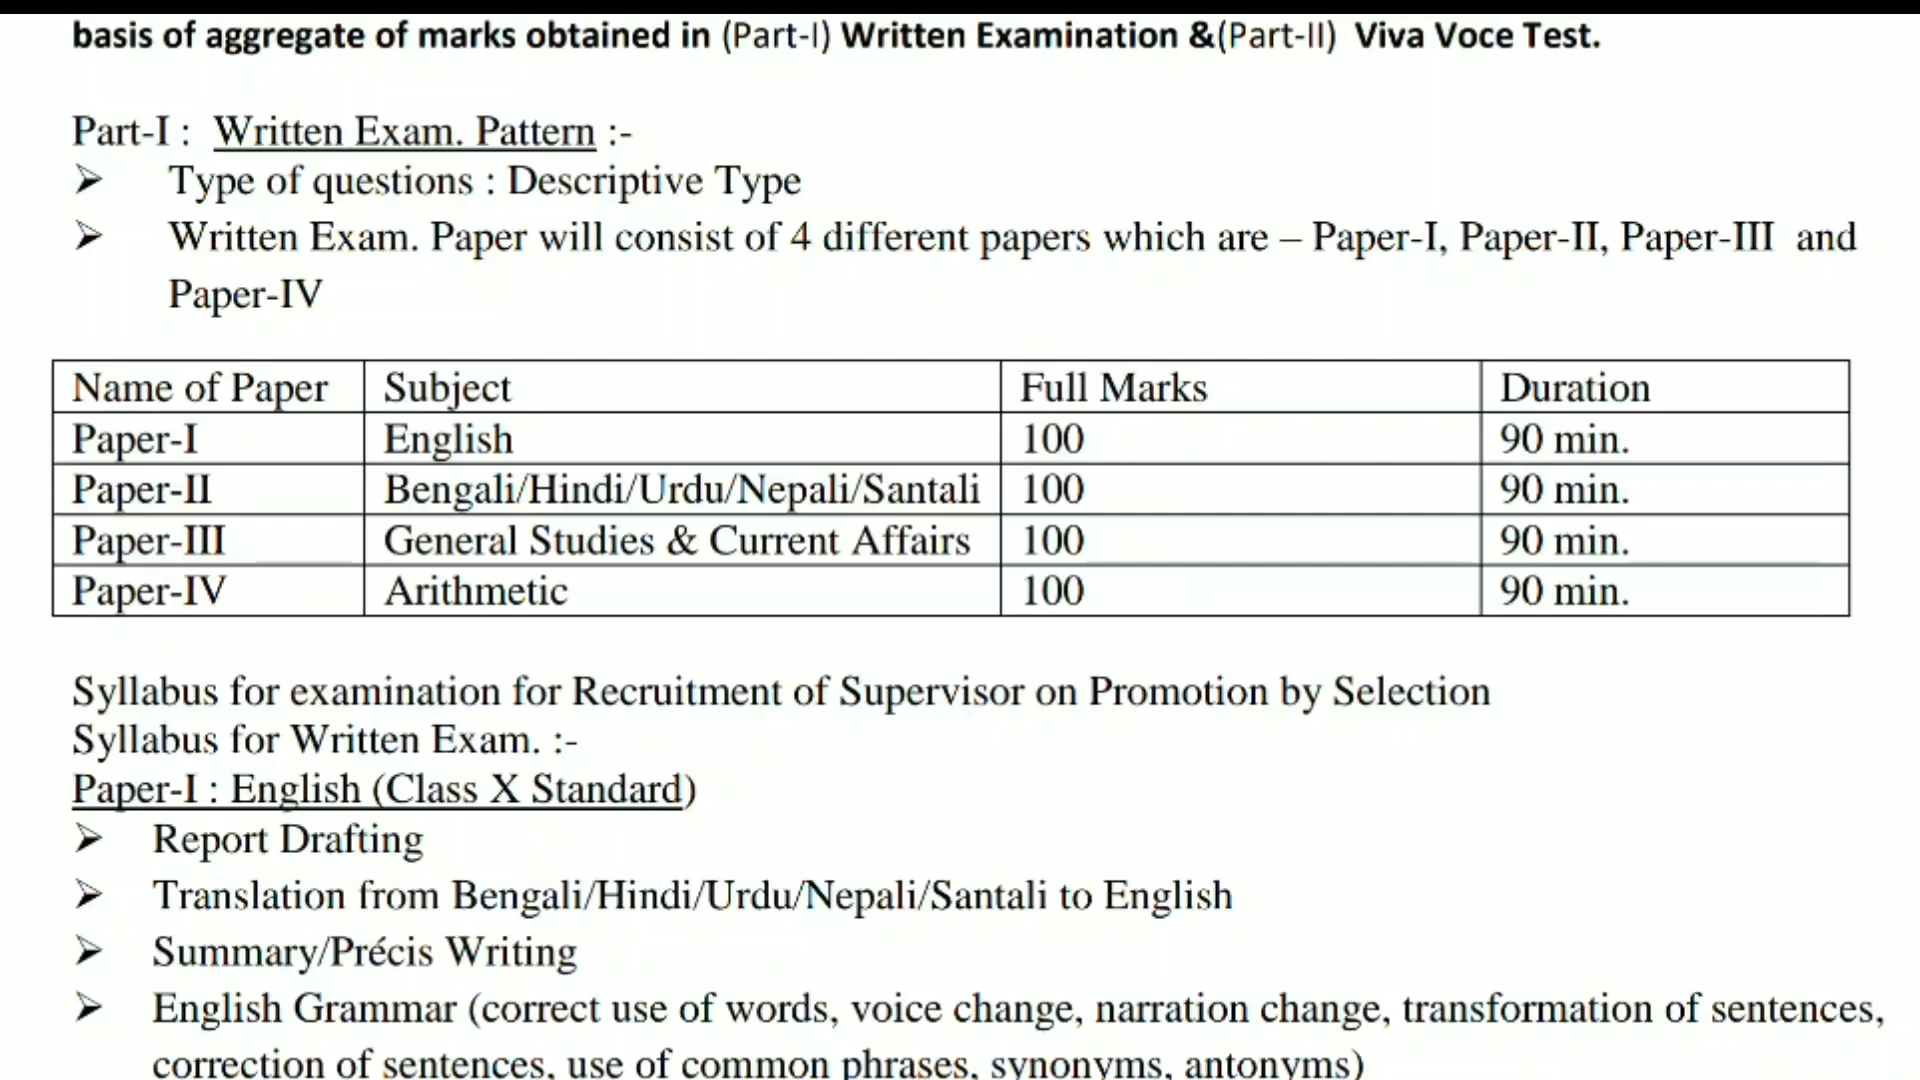 basis of aggregate of marks obtained in (Part-I) Written Examination &(Part-II) Viva Voce Test.
Part-I : Written Exam. Pattern :-
➢ Type of questions : Descriptive Type
➢ Written Exam. Paper will consist of 4 different papers which are – Paper-I, Paper-II, Paper-III and
Paper-IV
Name of Paper Subject Full Marks Duration
Paper-I English 100 90 min.
Paper-II Bengali/Hindi/Urdu/Nepali/Santali 100 90 min.
Paper-III General Studies & Current Affairs 100 90 min.
Paper-IV Arithmetic 100 90 min.
Syllabus for examination for Recruitment of Supervisor on Promotion by Selection
Syllabus for Written Exam. :-
Paper-I : English (Class X Standard)
➢ Report Drafting
➢ Translation from Bengali/Hindi/Urdu/Nepali/Santali to English
➢ Summary/Précis Writing
➢ English Grammar (correct use of words, voice change, narration change, transformation of sentences,
correction of sentences, use of common phrases, synonyms, antonyms)